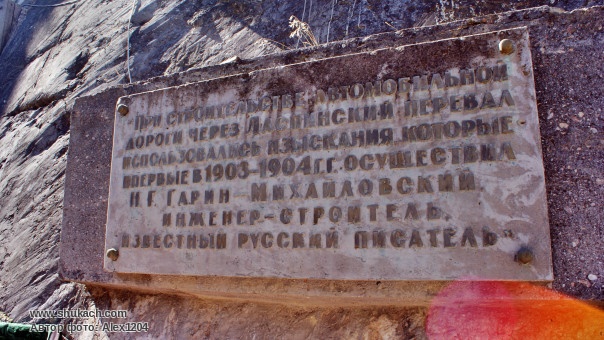 При строительстве автомобильной
дороги через Ласпинский перевал
использовались изыскания, которые
впервые в 1903-1904 гг. осуществил
Н.Г. Гарин - Михайловский,
инженер-строитель,
известный русский писатель"
www.shukach.com
Автор фото: Alex1204